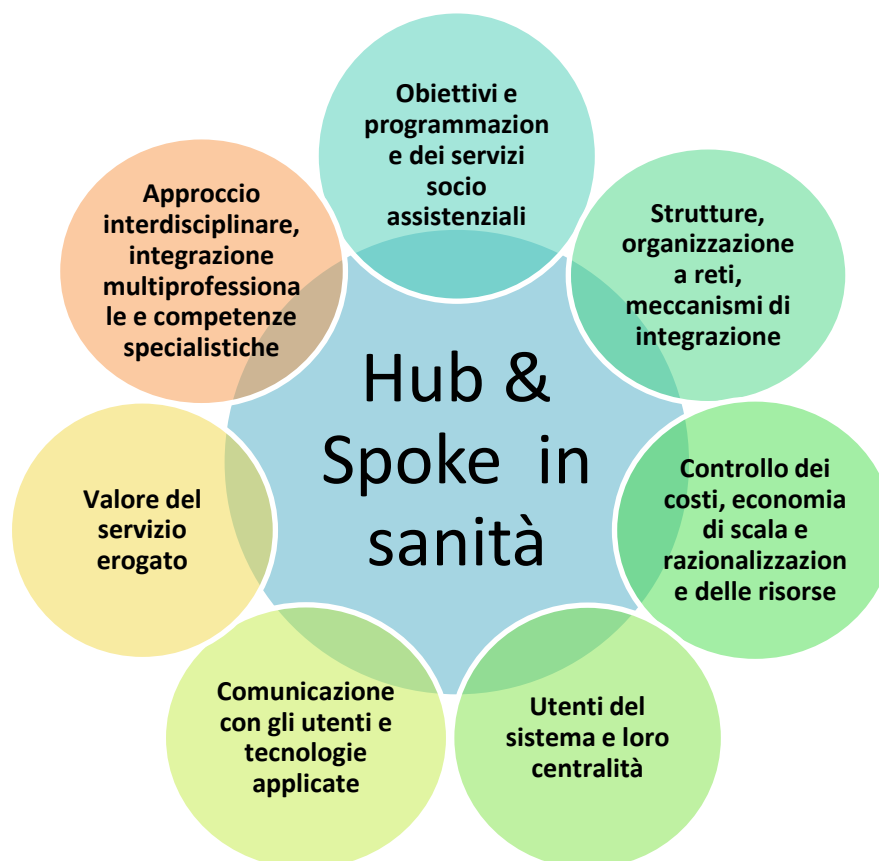 Obiettivi e
programmazion
e dei servizi
socio
assistenziali
Strutture,
organizzazione
a reti,
meccanismi di
integrazione
Controllo dei
costi, economia
di scala e
razionalizzazion
e delle risorse
Utenti del
sistema e loro
centralità
Comunicazione
con gli utenti e
tecnologie
applicate
Valore del
servizio
erogato
Approccio
interdisciplinare,
integrazione
multiprofessiona
le e competenze
specialistiche
Hub &
Spoke in
sanità